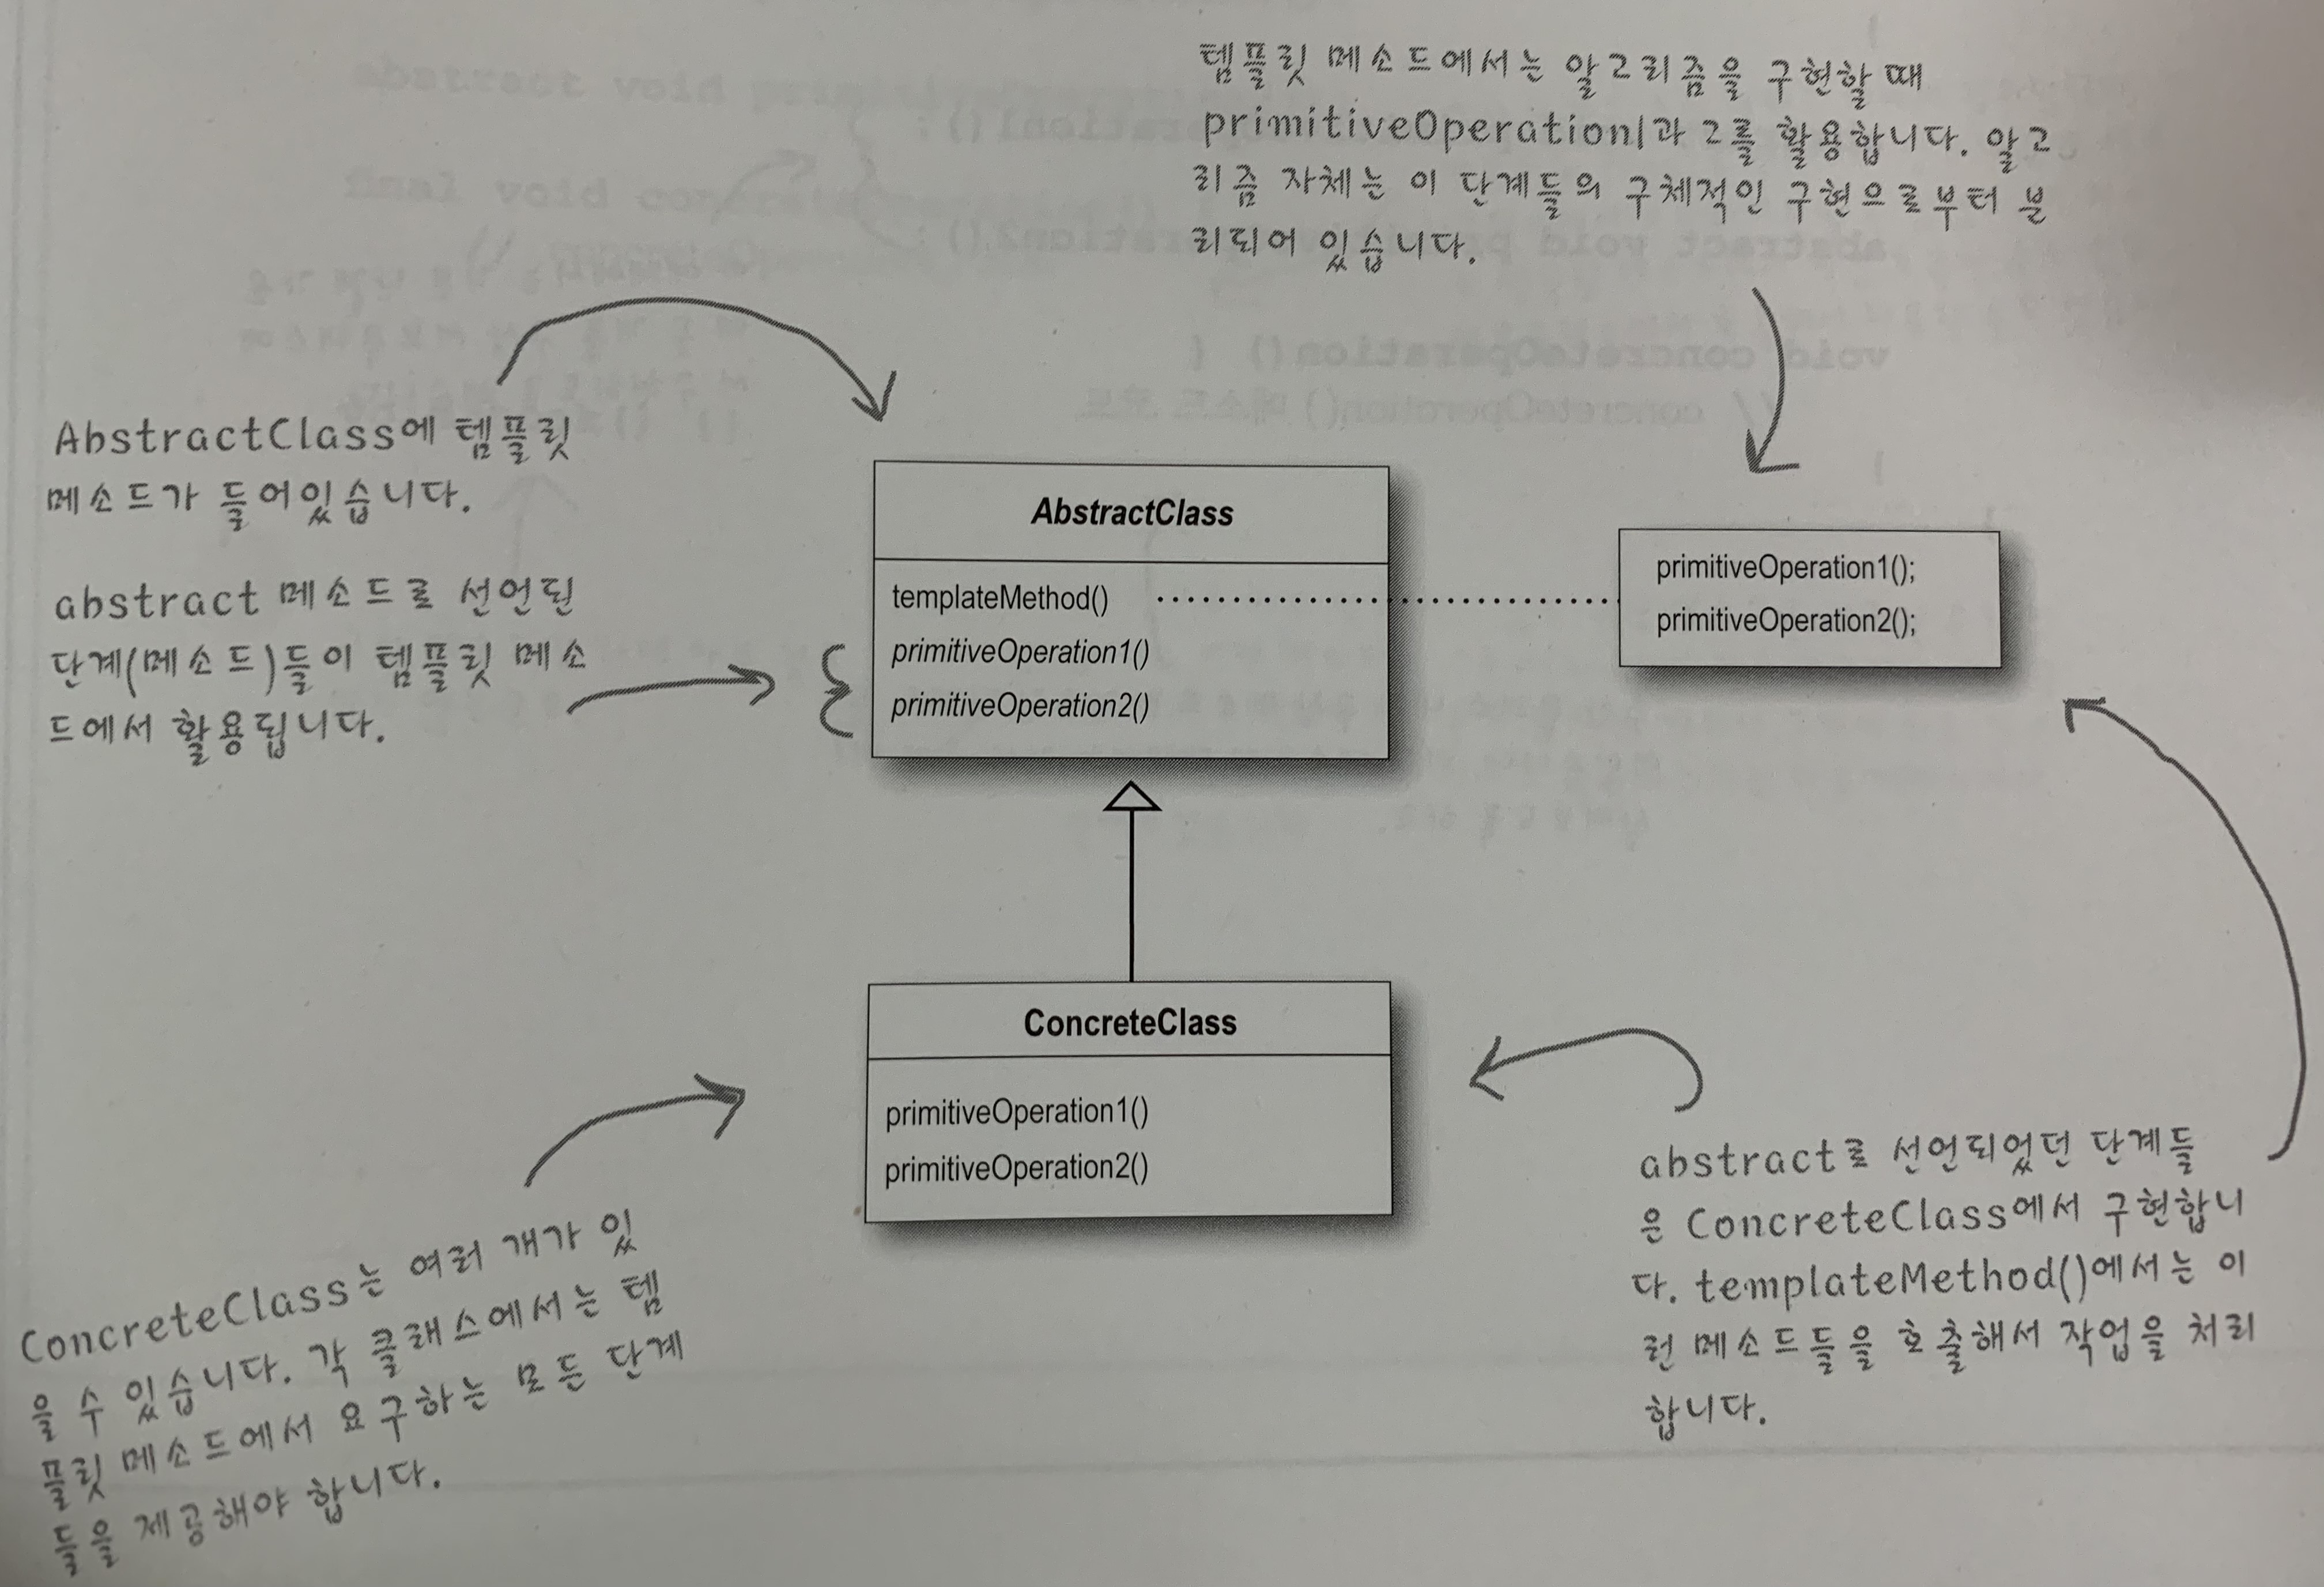 템플릿 메소드에서는 알고리즘을 구현할 때
primitiveOperation1과 2를 활용합니다. 알고
리즘 자체는 이 단계들의 구체적인 구현으로부터 분
리되어 있습니다.
AbstractClass에 템플릿
메소드가 들어있습니다.
abstract 메소드로 선언된
단계(메소드)들이 템플릿 메소
드에서 활용됩니다.
AbstractClass
templateMethod()
primitiveOperation1()
primitiveOperation2()
primitiveOperation1();
primitiveOperation2();
ConcreteClass
primitiveOperation1()
primitiveOperation2()
ConcreteClass는 여러 개가 있
을 수 있습니다. 각 클래스에서는 템
플릿 메소드에서 요구하는 모든 단계
들을 제공해야 합니다.
abstract로 선언되었던 단계들
은 ConcreteClass에서 구현합니
다. templateMethod()에서는 이
런 메소드들을 호출해서 작업을 처리
합니다.